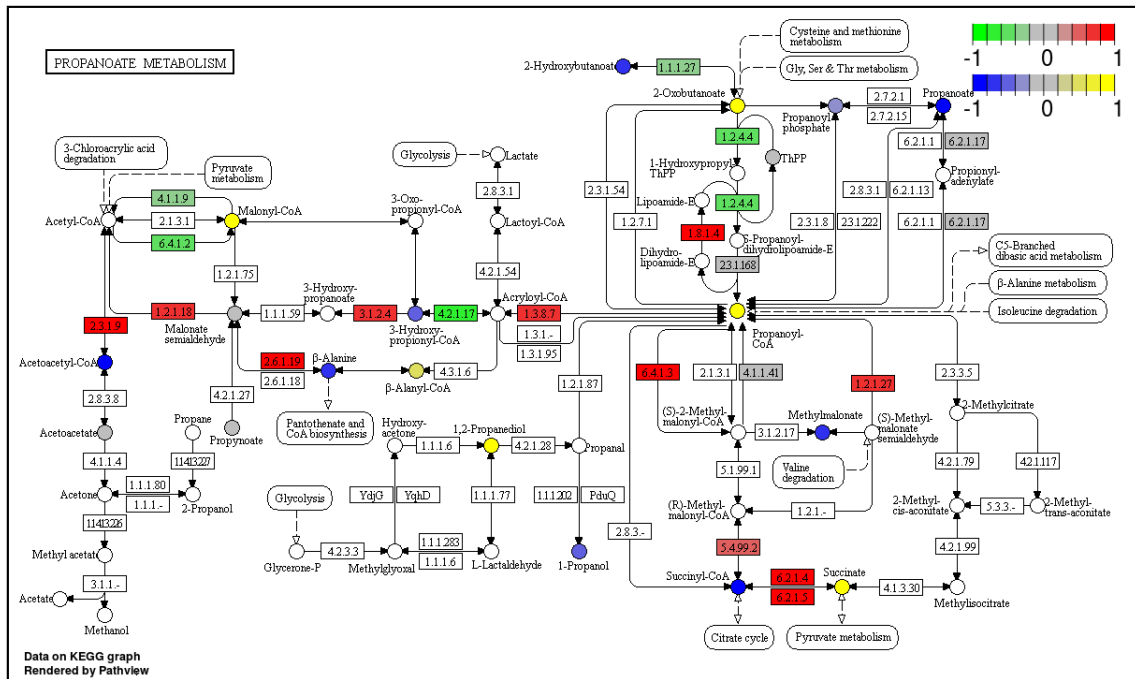 PROPANOATE METABOLISM
Cysteine and methionine
metabolism
Gly, Ser & Thr metabolism
-1 0 1
-1 0 1
2-Hydroxybutanoate
1.1.1.27
2-Oxobutanoate
Propanoyl
phosphate
2.7.2.1
2.7.2.15
Propanoate
3-Chloroacrylic acid
degradation
Pyruvate
metabolism
Glycolysis
Lactate
1.2.4.4
ThPP
1-Hydroxypropyl-
ThPP
6.2.1.1
6.2.1.17
Propionyl-
adenylate
2.8.3.1
2.3.1.54
1.2.7.1
2.8.3.1
6.2.1.13
4.1.1.9
Acetyl-CoA
2.1.3.1
Malonyl-CoA
6.4.1.2
3-Oxo-
propionyl-CoA
Lactoyl-CoA
Lipoamide-E
1.2.4.4
2.3.1.8
2.3.1.222
6.2.1.1
6.2.1.17
1.8.1.4
S-Propanoyl-
dihydrolipoamide-E
Dihydro-
lipoamide-E
2.3.1.168
C5-Branched
dibasic acid metabolism
β-Alanine metabolism
Isoleucine degradation
1.2.1.75
4.2.1.54
3-Hydroxy-
propanoate
Acryloyl-CoA
1.2.1.18
Malonate
semialdehyde
1.1.1.59
1.3.1.2.4
3-Hydroxy-
propionyl-CoA
4.2.1.17
1.3.8.7
1.3.1.-
1.3.1.95
Propanoyl-
CoA
2.3.1.9
Acetoacetyl-CoA
2.6.1.19
2.6.1.18
β-Alanine
β-Alanyl-CoA
4.3.1.6
1.2.1.87
6.4.1.3
2.1.3.1
4.1.1.41
1.2.1.27
2.3.3.5
2.8.3.8
4.2.1.27
Pantothenate and
CoA biosynthesis
Acetoacetate
Propane
Propynoate
Hydroxy-
acetone
1.1.1.6
1,2-Propanediol
4.2.1.28
Propanal
(S)-2-Methyl-
malonyl-CoA
3.1.2.17
Methylmalonate
(S)-Methyl-
malonate
semialdehyde
2-Methylcitrate
4.1.1.4
1.14.13.227
Valine
degradation
5.1.99.1
4.2.1.79
4.2.1.117
Acetone
1.1.1.80
1.1.1.-
2-Propanol
Glycolysis
YdjG
YqhD
1.1.1.77
1.1.1.202
PduQ
(R)-Methyl-
malonyl-CoA
1.2.1.-
2-Methyl-
cis-aconitate
5.3.3.-
2-Methyl-
trans-aconitate
1.14.13.226
Methyl acetat
Glycerone-P
4.2.3.3
Methylglyoxal
1.1.1.283
1.1.1.6
L-Lactaldehyde
1-Propanol
2.8.3.-
5.4.99.2
4.2.1.99
3.1.1.-
Acetate
Methanol
Succinyl-CoA
6.2.1.4
6.2.1.5
Succinate
4.1.3.30
Methylisocitrate
Citrate cycle
Pyruvate metabolism
Data on KEGG graph
Rendered by Pathview